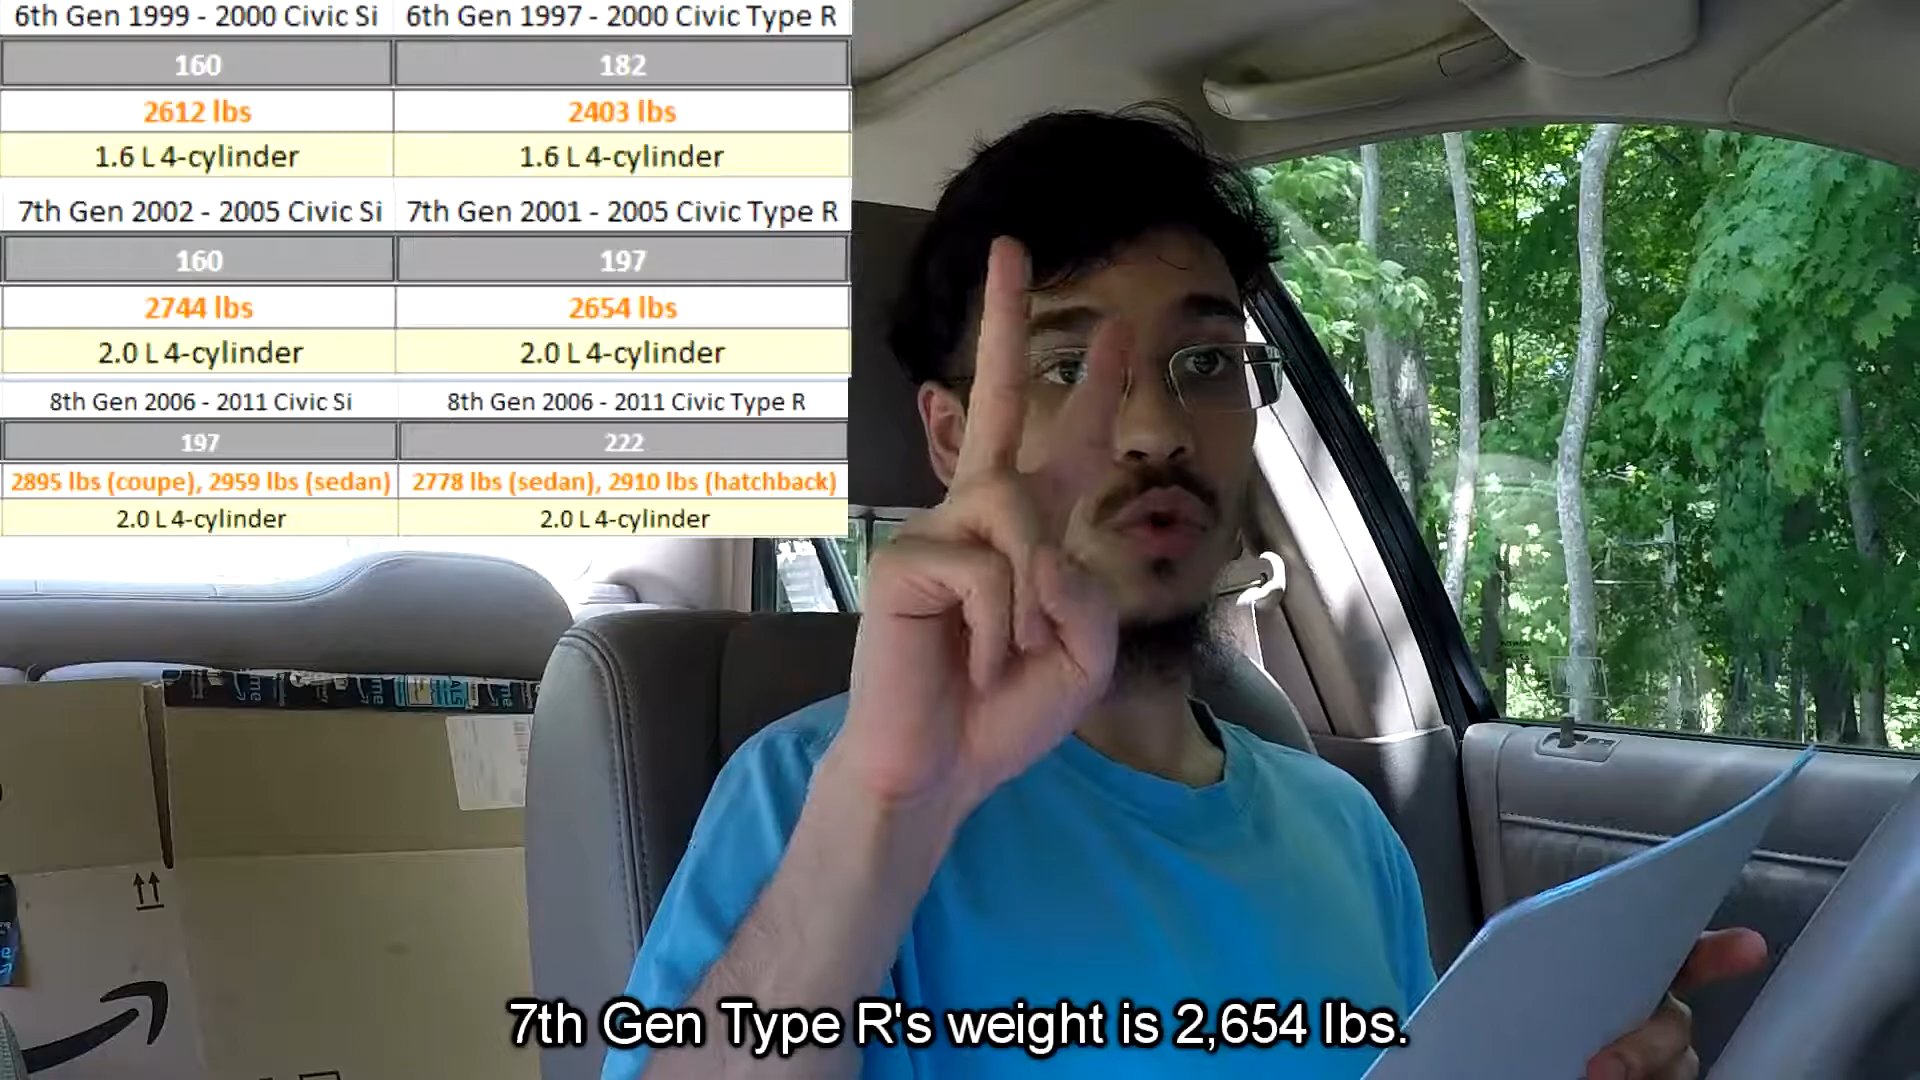 6th Gen 1999 - 2000 Civic Si 6th Gen 1997 - 2000 Civic Type R
160 182
2612 lbs 2403 lbs
1.6 L 4-cylinder 1.6 L 4-cylinder
7th Gen 2002 - 2005 Civic Si 7th Gen 2001 - 2005 Civic Type R
160 197
2744 lbs 2654 lbs
2.0 L 4-cylinder 2.0 L 4-cylinder
8th Gen 2006 - 2011 Civic Si 8th Gen 2006 - 2011 Civic Type R
197 222
2895 lbs (coupe), 2959 lbs (sedan) 2778 lbs (sedan), 2910 lbs (hatchback)
2.0 L 4-cylinder 2.0 L 4-cylinder
7th Gen Type R's weight is 2,654 lbs.